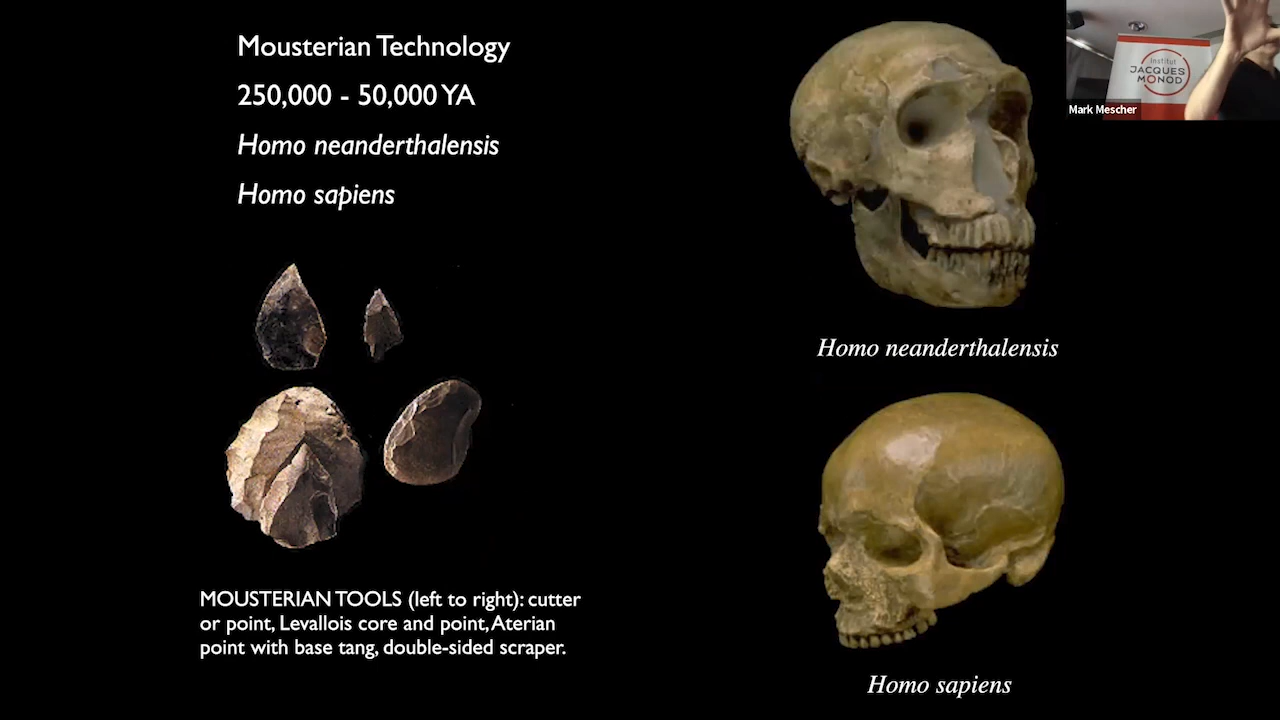 Mousterian Technology
250,000 - 50,000 YA
Homo neanderthalensis
Homo sapiens
MOUSTERIAN TOOLS (left to right): cutter
or point, Levallois core and point, Aterian
point with base tang, double-sided scraper.
Homo neanderthalensis
Homo sapiens
Institut
JACQUES
MONOD
Mark Mescher